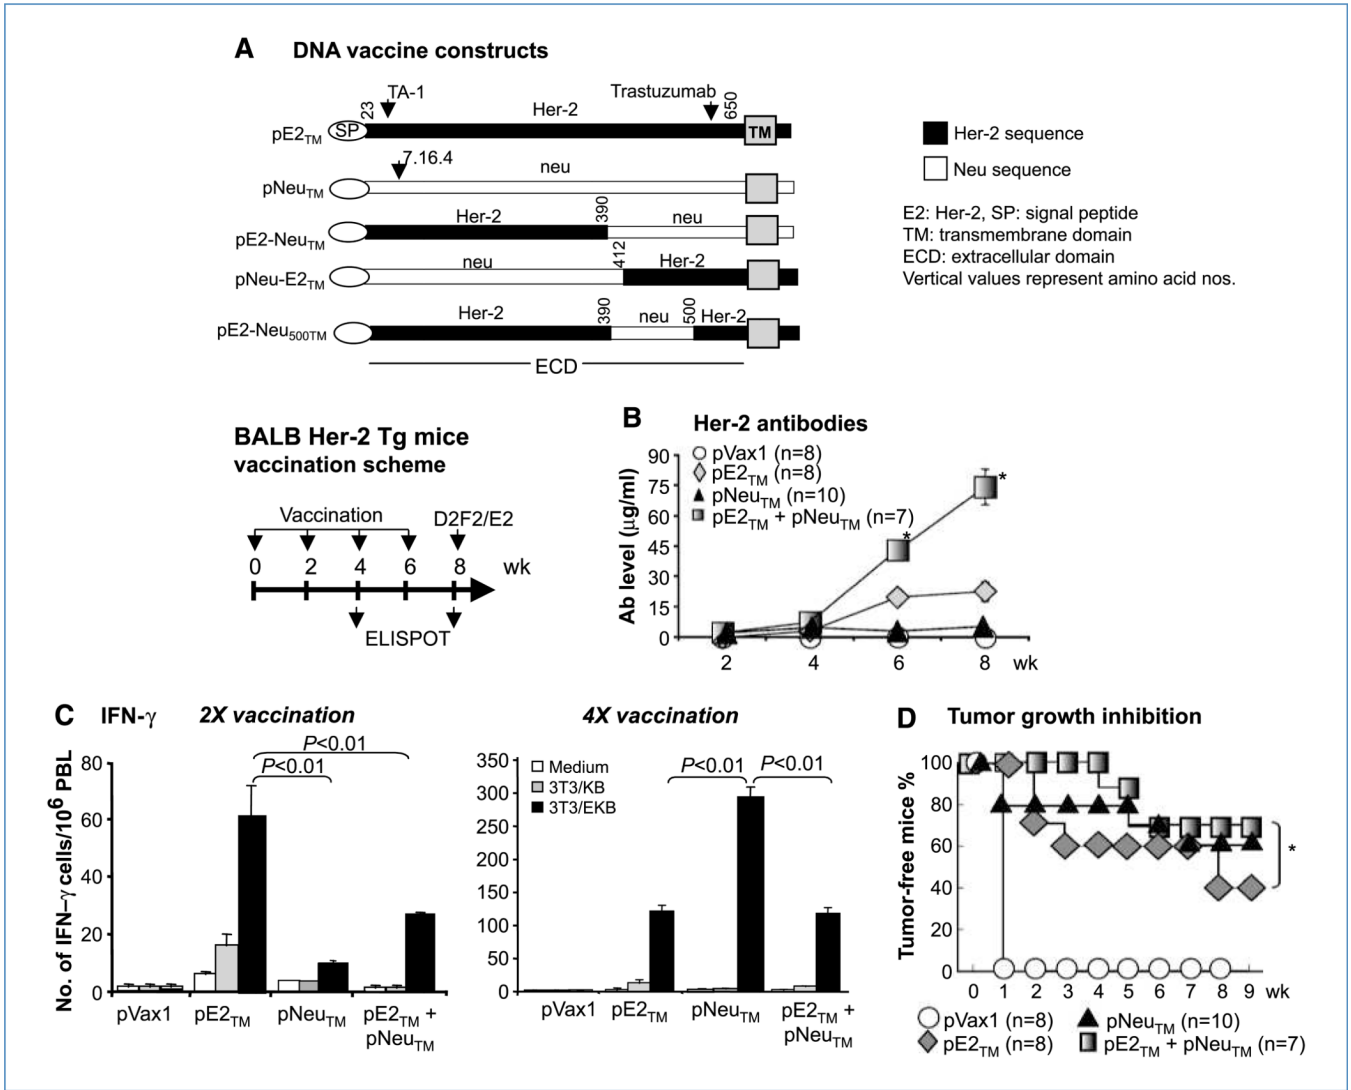 A DNA vaccine constructs
23 TA-1 Her-2 Trastuzumab 650
pE2TM SP TM
7.16.4 neu
pNeuTM
Her-2 390 neu
pE2-NeuTM
neu 412 Her-2
pNeu-E2TM
Her-2 390 neu 500 Her-2
pE2-Neu500TM
ECD
Her-2 sequence
Neu sequence
E2: Her-2, SP: signal peptide
TM: transmembrane domain
ECD: extracellular domain
Vertical values represent amino acid nos.
BALB Her-2 Tg mice
vaccination scheme
Vaccination D2F2/E2
0 2 4 6 8 wk
ELISPOT
B Her-2 antibodies
pVax1 (n=8)
pE2TM (n=8)
pNeuTM (n=10)
pE2TM + pNeuTM (n=7)
Ab level (μg/ml)
90
75
60
45
30
15
0
* *
2 4 6 8 wk
C IFN-γ 2X vaccination
P<0.01
P<0.01
No. of IFN–γ cells/10⁶ PBL
80
60
40
20
0
pVax1 pE2TM pNeuTM pE2TM +
pNeuTM
4X vaccination
Medium
3T3/KB
3T3/EKB
P<0.01 P<0.01
350
300
250
200
150
100
50
0
pVax1 pE2TM pNeuTM pE2TM +
pNeuTM
D Tumor growth inhibition
Tumor-free mice %
100
80
60
40
20
0
*
0 1 2 3 4 5 6 7 8 9 wk
pVax1 (n=8) pNeuTM (n=10)
pE2TM (n=8) pE2TM + pNeuTM (n=7)